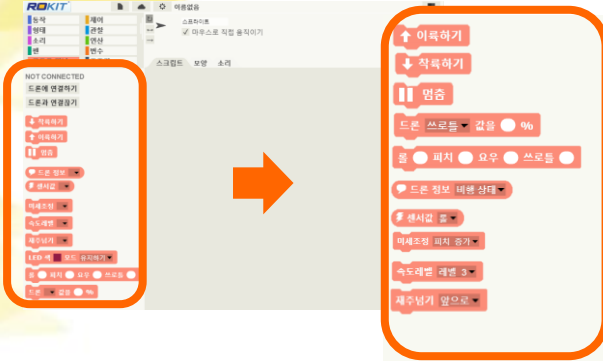 ROKIT
이름없음
동작
제어
형태
관찰
소리
연산
펜
변수
스프라이트
마우스로 직접 움직이기
스크립트 모양 소리
NOT CONNECTED
드론에 연결하기
드론과 연결끊기
착륙하기
이륙하기
멈춤
드론 정보
센서값
미세조정
속도레벨
재주넘기
LED 색 모드 유지하기
롤 피치 요우 쓰로틀
드론 값을 %
이륙하기
착륙하기
멈춤
드론 쓰로틀 값을 %
롤 피치 요우 쓰로틀
드론 정보 비행 상태
센서값 롤
미세조정 피치 증가
속도레벨 레벨 3
재주넘기 앞으로